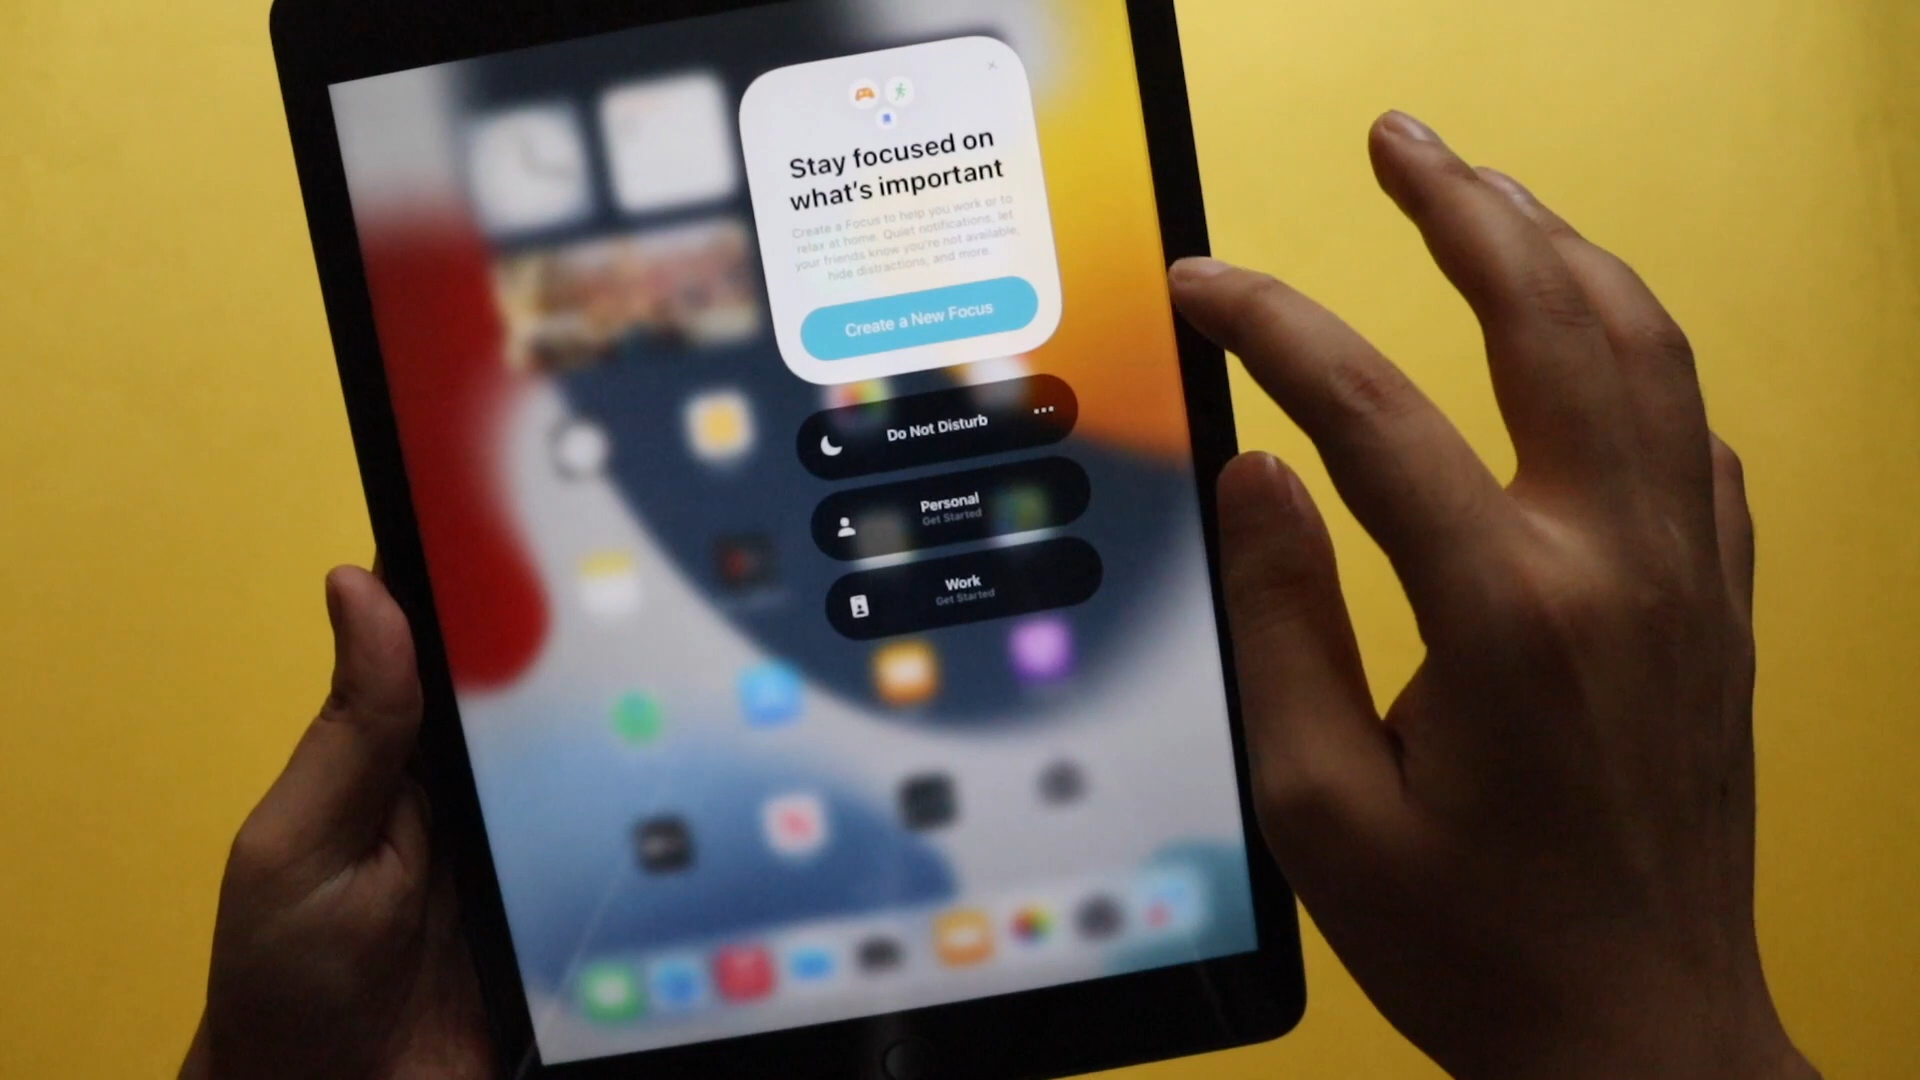 Stay focused on
what's important
Create a Focus to help you work or to
relax at home. Quiet notifications, let
your friends know you're not available,
hide distractions, and more.
Create a New Focus
Do Not Disturb
Personal
Get Started
Work
Get Started